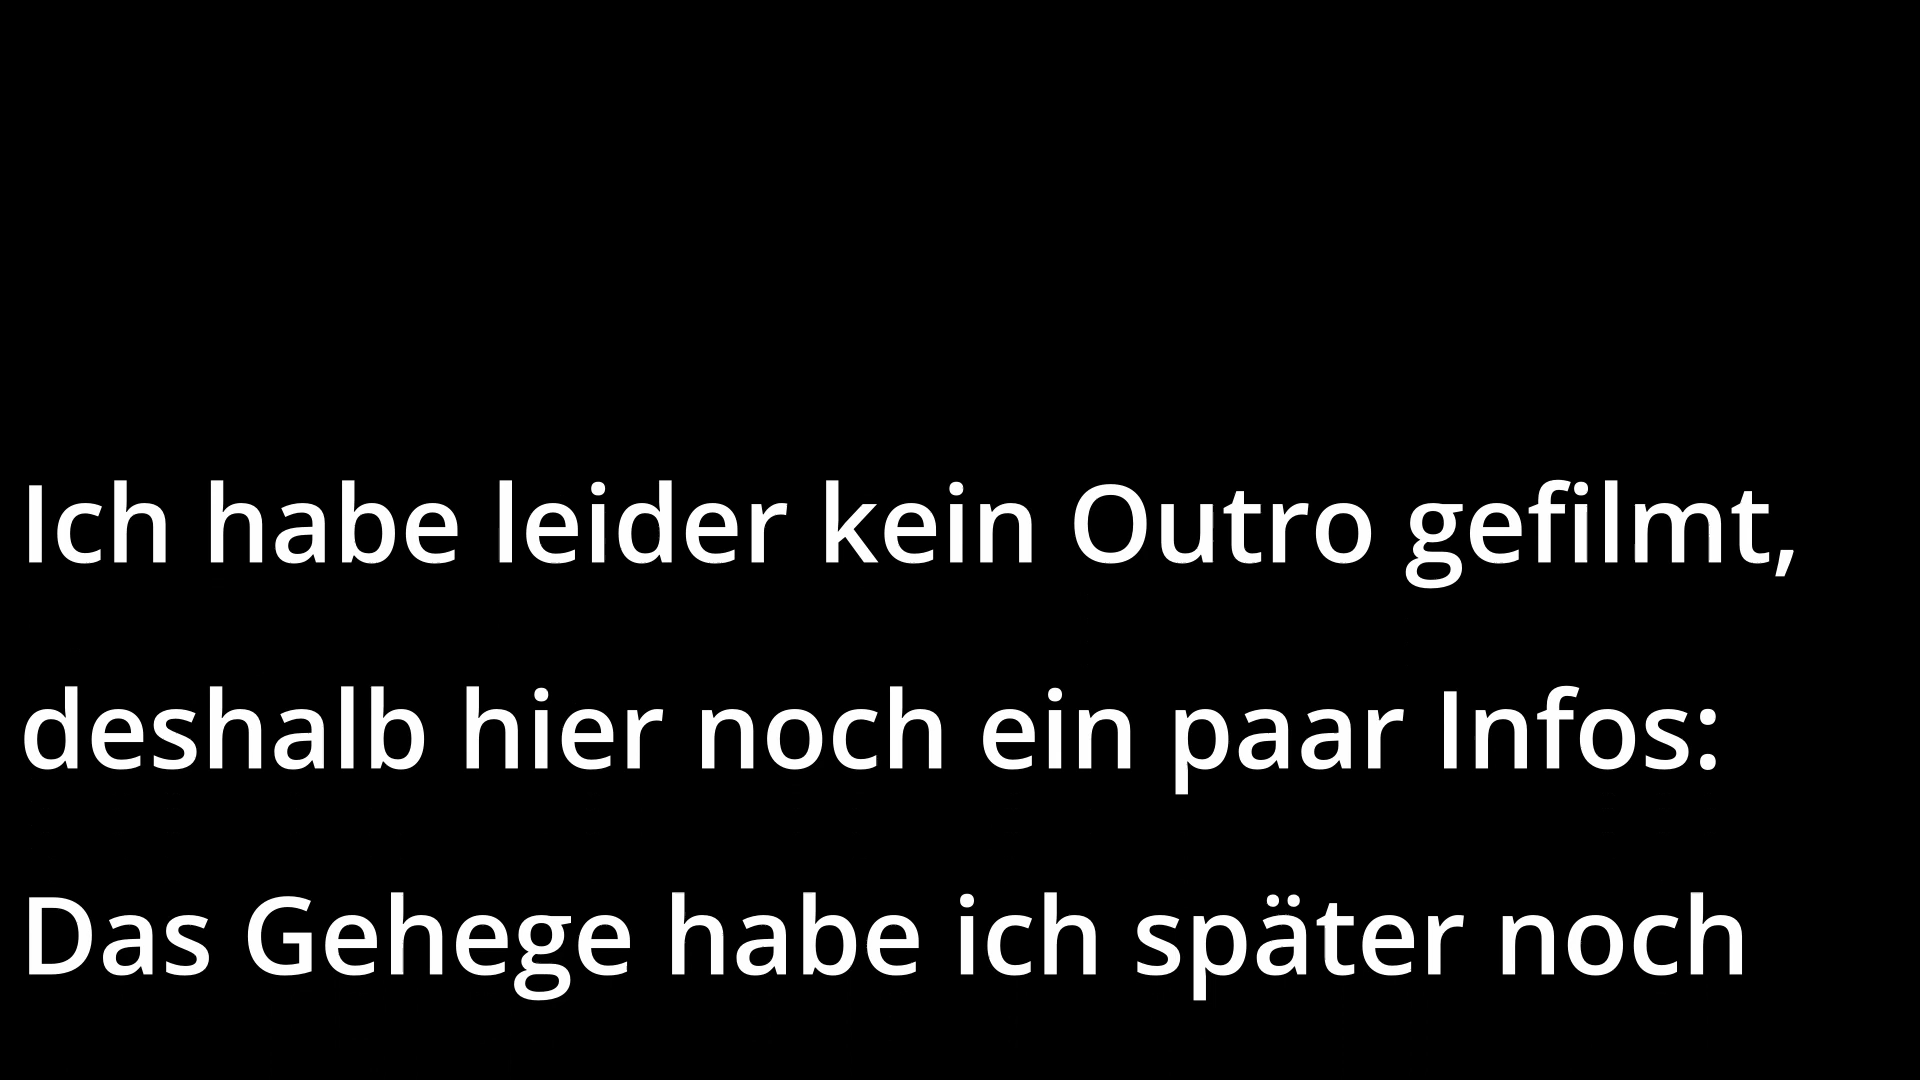 Ich habe leider kein Outro gefilmt,
deshalb hier noch ein paar Infos:
Das Gehege habe ich später noch